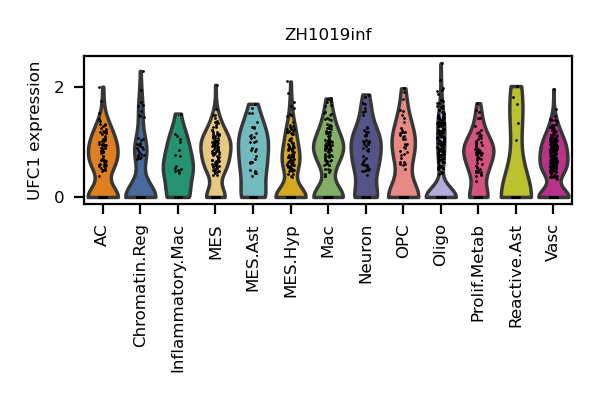 ZH1019inf
UFC1 expression
2
0
AC
Chromatin.Reg
Inflammatory.Mac
MES
MES.Ast
MES.Hyp
Mac
Neuron
OPC
Oligo
Prolif.Metab
Reactive.Ast
Vasc